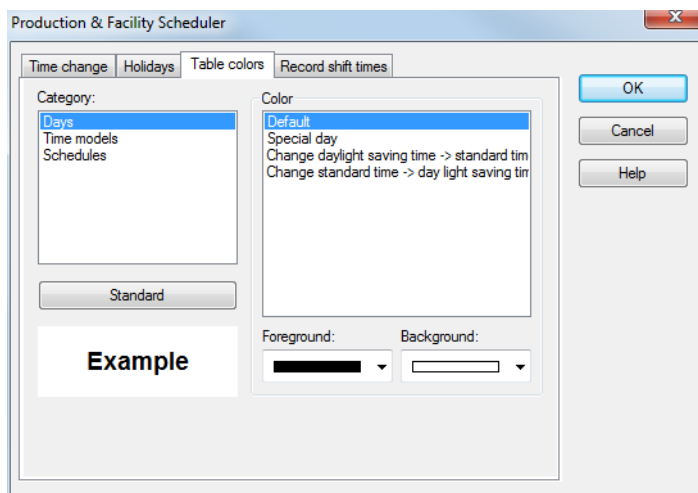 Production & Facility Scheduler
Time change
Holidays
Table colors
Record shift times
Category:
Days
Time models
Schedules
Standard
Example
Color
Default
Special day
Change daylight saving time -> standard tim
Change standard time -> day light saving tim
Foreground:
Background:
OK
Cancel
Help